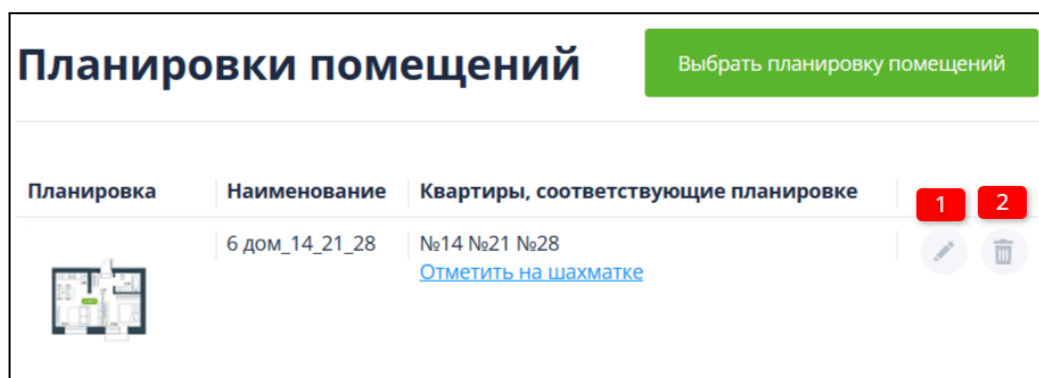 Планировки помещений
Выбрать планировку помещений
Планировка Наименование Квартиры, соответствующие планировке
1 2
6 дом_14_21_28 №14 №21 №28
Отметить на шахматке